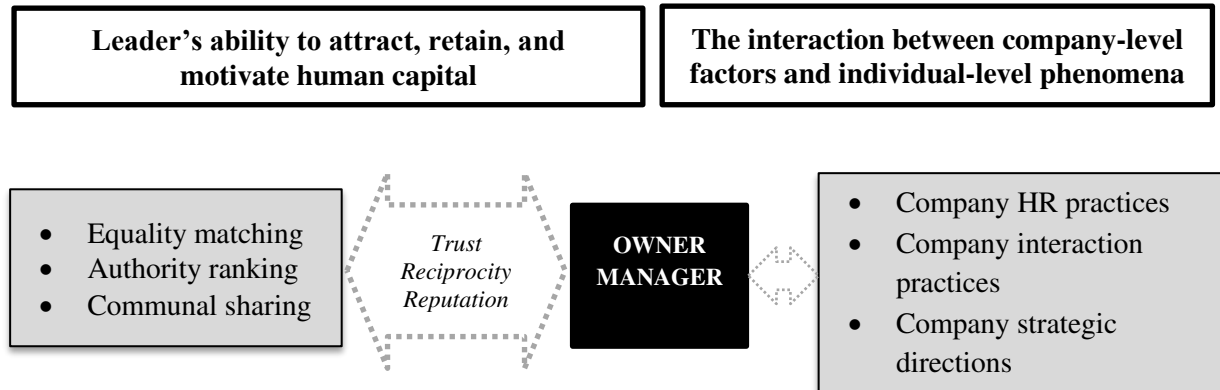 Leader’s ability to attract, retain, and
motivate human capital
The interaction between company-level
factors and individual-level phenomena
• Equality matching
• Authority ranking
• Communal sharing
Trust
Reciprocity
Reputation
OWNER
MANAGER
• Company HR practices
• Company interaction
practices
• Company strategic
directions